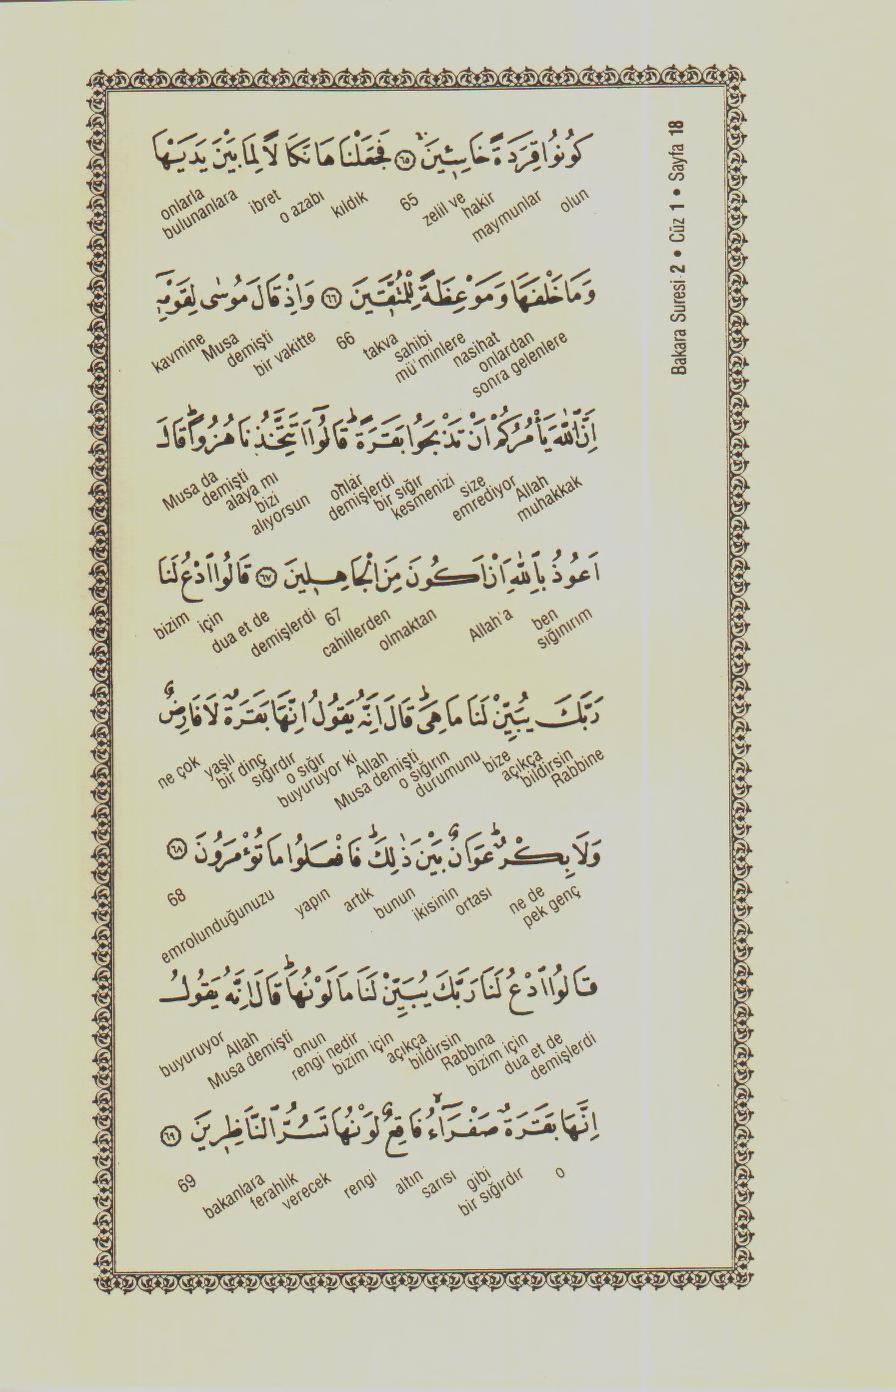 Bakara Suresi 2 • Cüz 1 • Sayfa 18
كُونُوا قِرَدَةً خَاسِئِينَ ﴿٦٥﴾ فَجَعَلْنَاهَا نَكَالًا لِمَا بَيْنَ يَدَيْهَا
olun maymunlar hakir zelil ve 65 kıldık o azabı ibret onlarla bulunanlara
وَمَا خَلْفَهَا وَمَوْعِظَةً لِلْمُتَّقِينَ ﴿٦٦﴾ وَاِذْ قَالَ مُوسٰى لِقَوْمِهٖ
sonra gelenlere onlardan nasihat mü'minlere sahibi takva 66 bir vakitte demişti Musa kavmine
اِنَّ اللّٰهَ يَأْمُرُكُمْ اَنْ تَذْبَحُوا بَقَرَةً قَالُٓوا اَتَتَّخِذُنَا هُزُوًا قَالَ
muhakkak Allah emrediyor size kesmenizi bir sığır demişlerdi onlar alıyorsun bizi alaya mı demişti Musa da
اَعُوذُ بِاللّٰهِ اَنْ اَكُونَ مِنَ الْجَاهِلِينَ ﴿٦٧﴾ قَالُوا ادْعُ لَنَا
sığınırım ben Allah'a olmaktan cahillerden 67 demişlerdi dua et de için bizim
رَبَّكَ يُبَيِّنْ لَنَا مَا هِيَ قَالَ اِنَّهُ يَقُولُ اِنَّهَا بَقَرَةٌ لَا فَارِضٌ
Rabbine bildirsin açıkça bize durumunu o sığırın Musa demişti Allah buyuruyor ki o sığır sığırdır bir dinç yaşlı ne çok
وَلَا بِكْرٌ عَوَانٌ بَيْنَ ذٰلِكَ فَافْعَلُوا مَا تُؤْمَرُونَ ﴿٦٨﴾
pek genç ne de ortası ikisinin bunun artık yapın emrolunduğunuzu 68
قَالُوا ادْعُ لَنَا رَبَّكَ يُبَيِّنْ لَنَا مَا لَوْنُهَا قَالَ اِنَّهُ يَقُولُ
demişlerdi dua et de bizim için Rabbına bildirsin açıkça bizim için rengi nedir onun Musa demişti Allah buyuruyor
اِنَّهَا بَقَرَةٌ صَفْرَٓاءُ فَاقِعٌ لَوْنُهَا تَسُرُّ النَّاظِرِينَ ﴿٦٩﴾
o bir sığırdır gibi sarısı altın rengi verecek ferahlık bakanlara 69